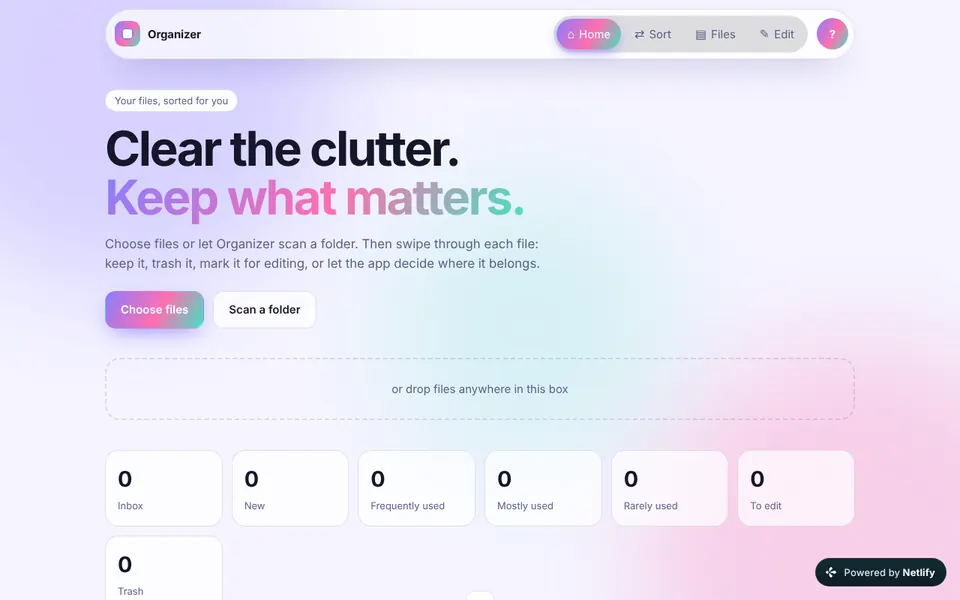 Organizer
⌂ Home
⇄ Sort
▤ Files
✎ Edit
?
Your files, sorted for you
Clear the clutter.
Keep what matters.
Choose files or let Organizer scan a folder. Then swipe through each file:
keep it, trash it, mark it for editing, or let the app decide where it belongs.
Choose files
Scan a folder
or drop files anywhere in this box
0
Inbox
0
New
0
Frequently used
0
Mostly used
0
Rarely used
0
To edit
0
Trash
Powered by Netlify